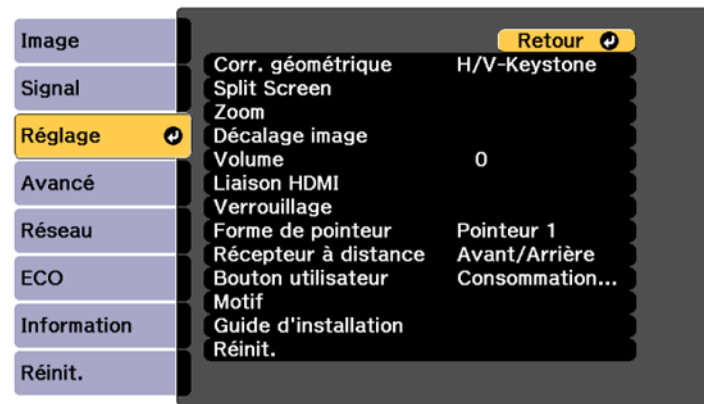 Image
Signal
Réglage
Avancé
Réseau
ECO
Information
Réinit.
Retour
Corr. géométrique H/V-Keystone
Split Screen
Zoom
Décalage image
Volume 0
Liaison HDMI
Verrouillage
Forme de pointeur Pointeur 1
Récepteur à distance Avant/Arrière
Bouton utilisateur Consommation...
Motif
Guide d'installation
Réinit.